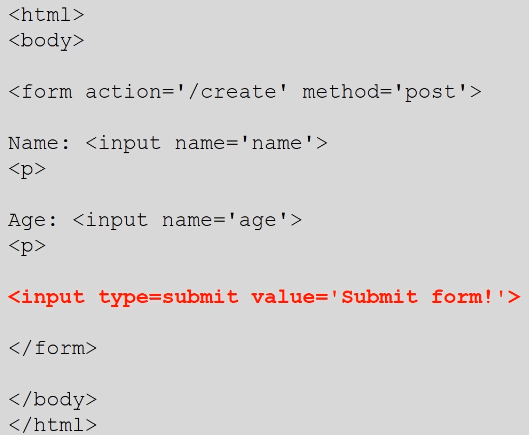 <html>
<body>
<form action='/create' method='post'>
Name: <input name='name'>
<p>
Age: <input name='age'>
<p>
<input type=submit value='Submit form!'>
</form>
</body>
</html>